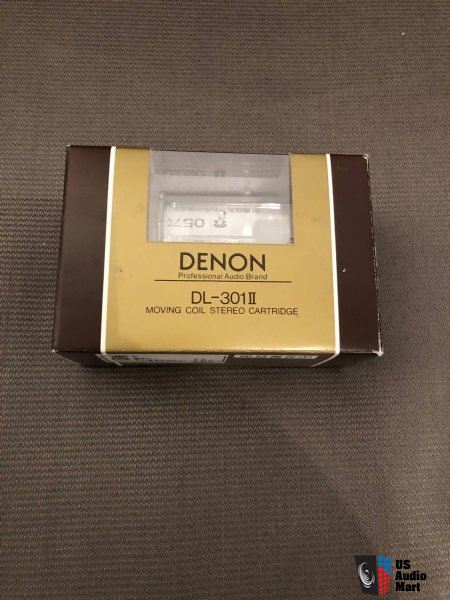 DENON
Professional Audio Brand
DL-301II
MOVING COIL STEREO CARTRIDGE
US
Audio
Mart